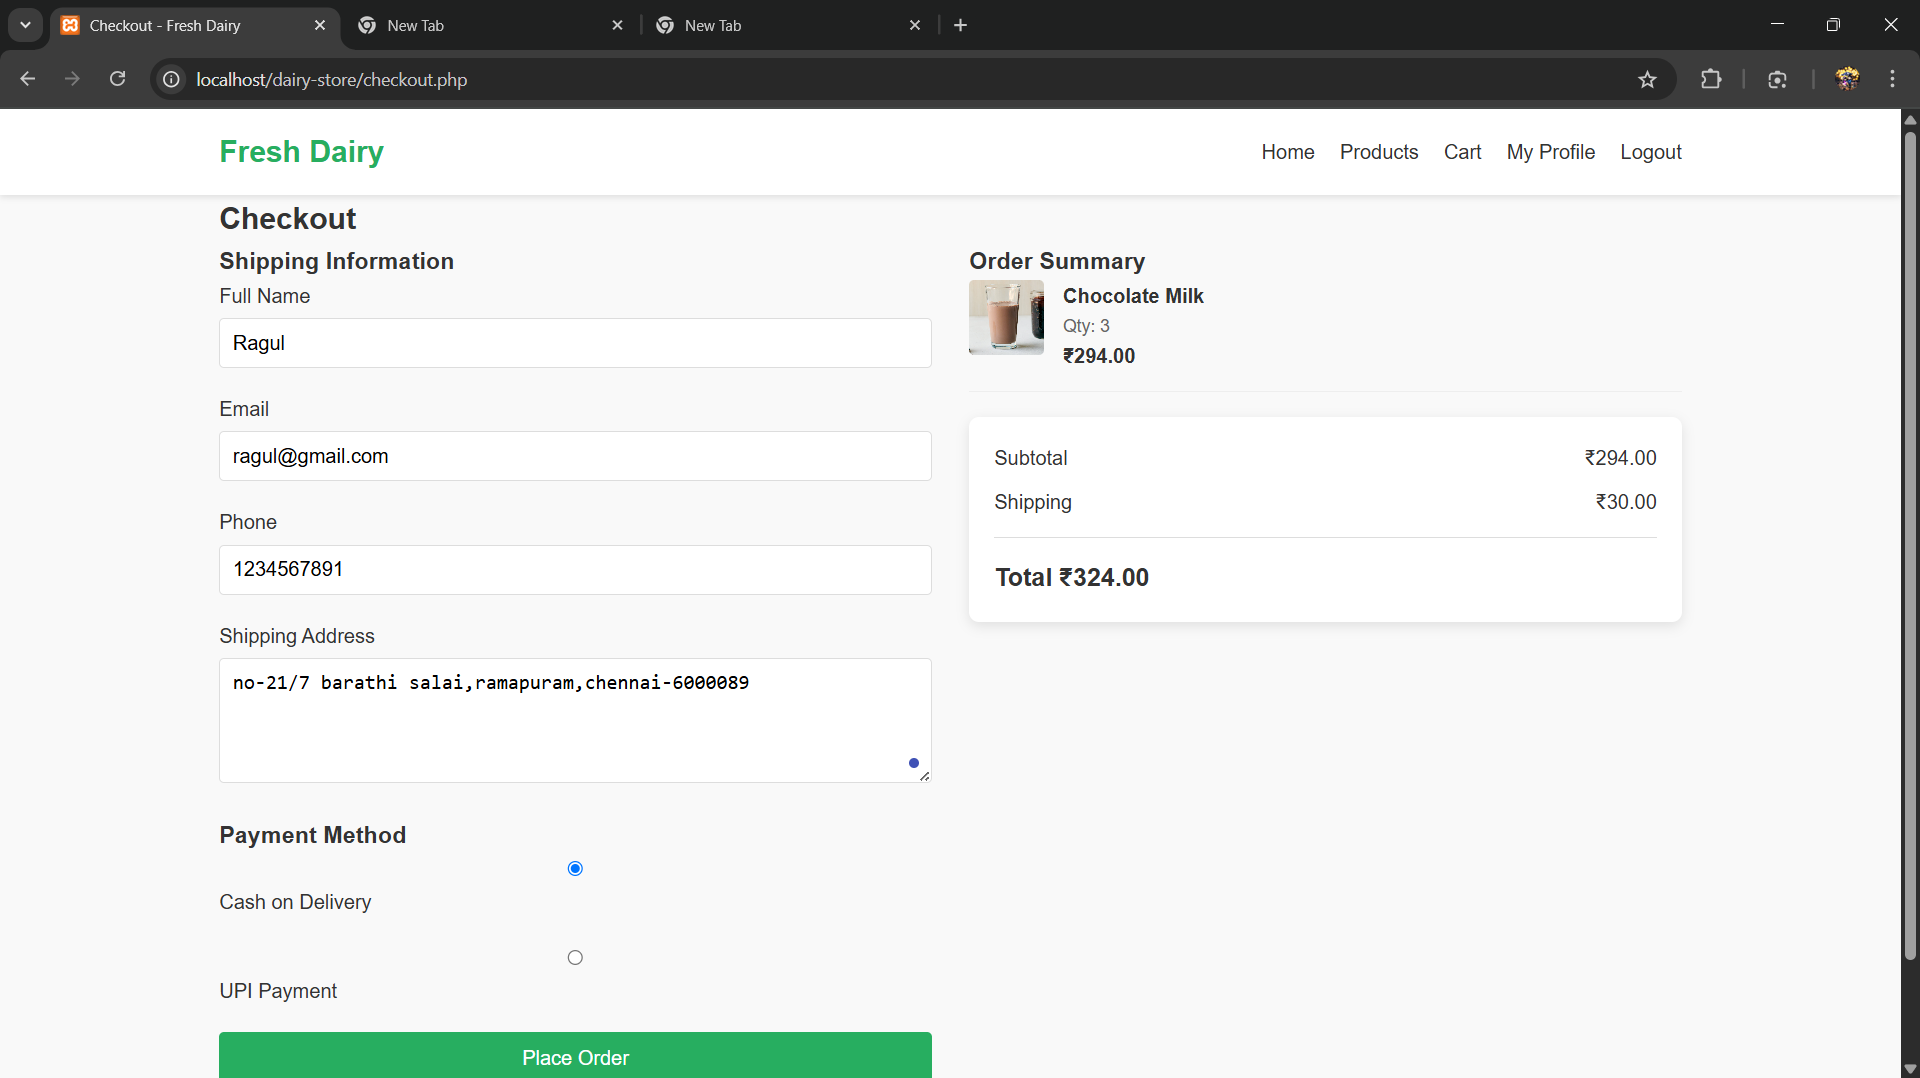 Checkout - Fresh Dairy
New Tab
New Tab
localhost/dairy-store/checkout.php
Fresh Dairy
Home Products Cart My Profile Logout
Checkout
Shipping Information
Full Name
Ragul
Email
ragul@gmail.com
Phone
1234567891
Shipping Address
no-21/7 barathi salai,ramapuram,chennai-6000089
Payment Method
Cash on Delivery
UPI Payment
Place Order
Order Summary
Chocolate Milk
Qty: 3
₹294.00
Subtotal ₹294.00
Shipping ₹30.00
Total ₹324.00